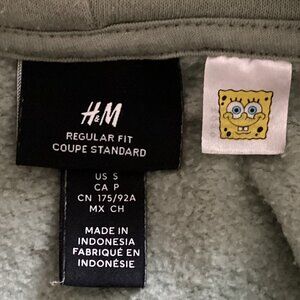 H&M
REGULAR FIT
COUPE STANDARD
US S
CA P
CN 175/92A
MX CH
MADE IN
INDONESIA
FABRIQUÉ EN
INDONÉSIE